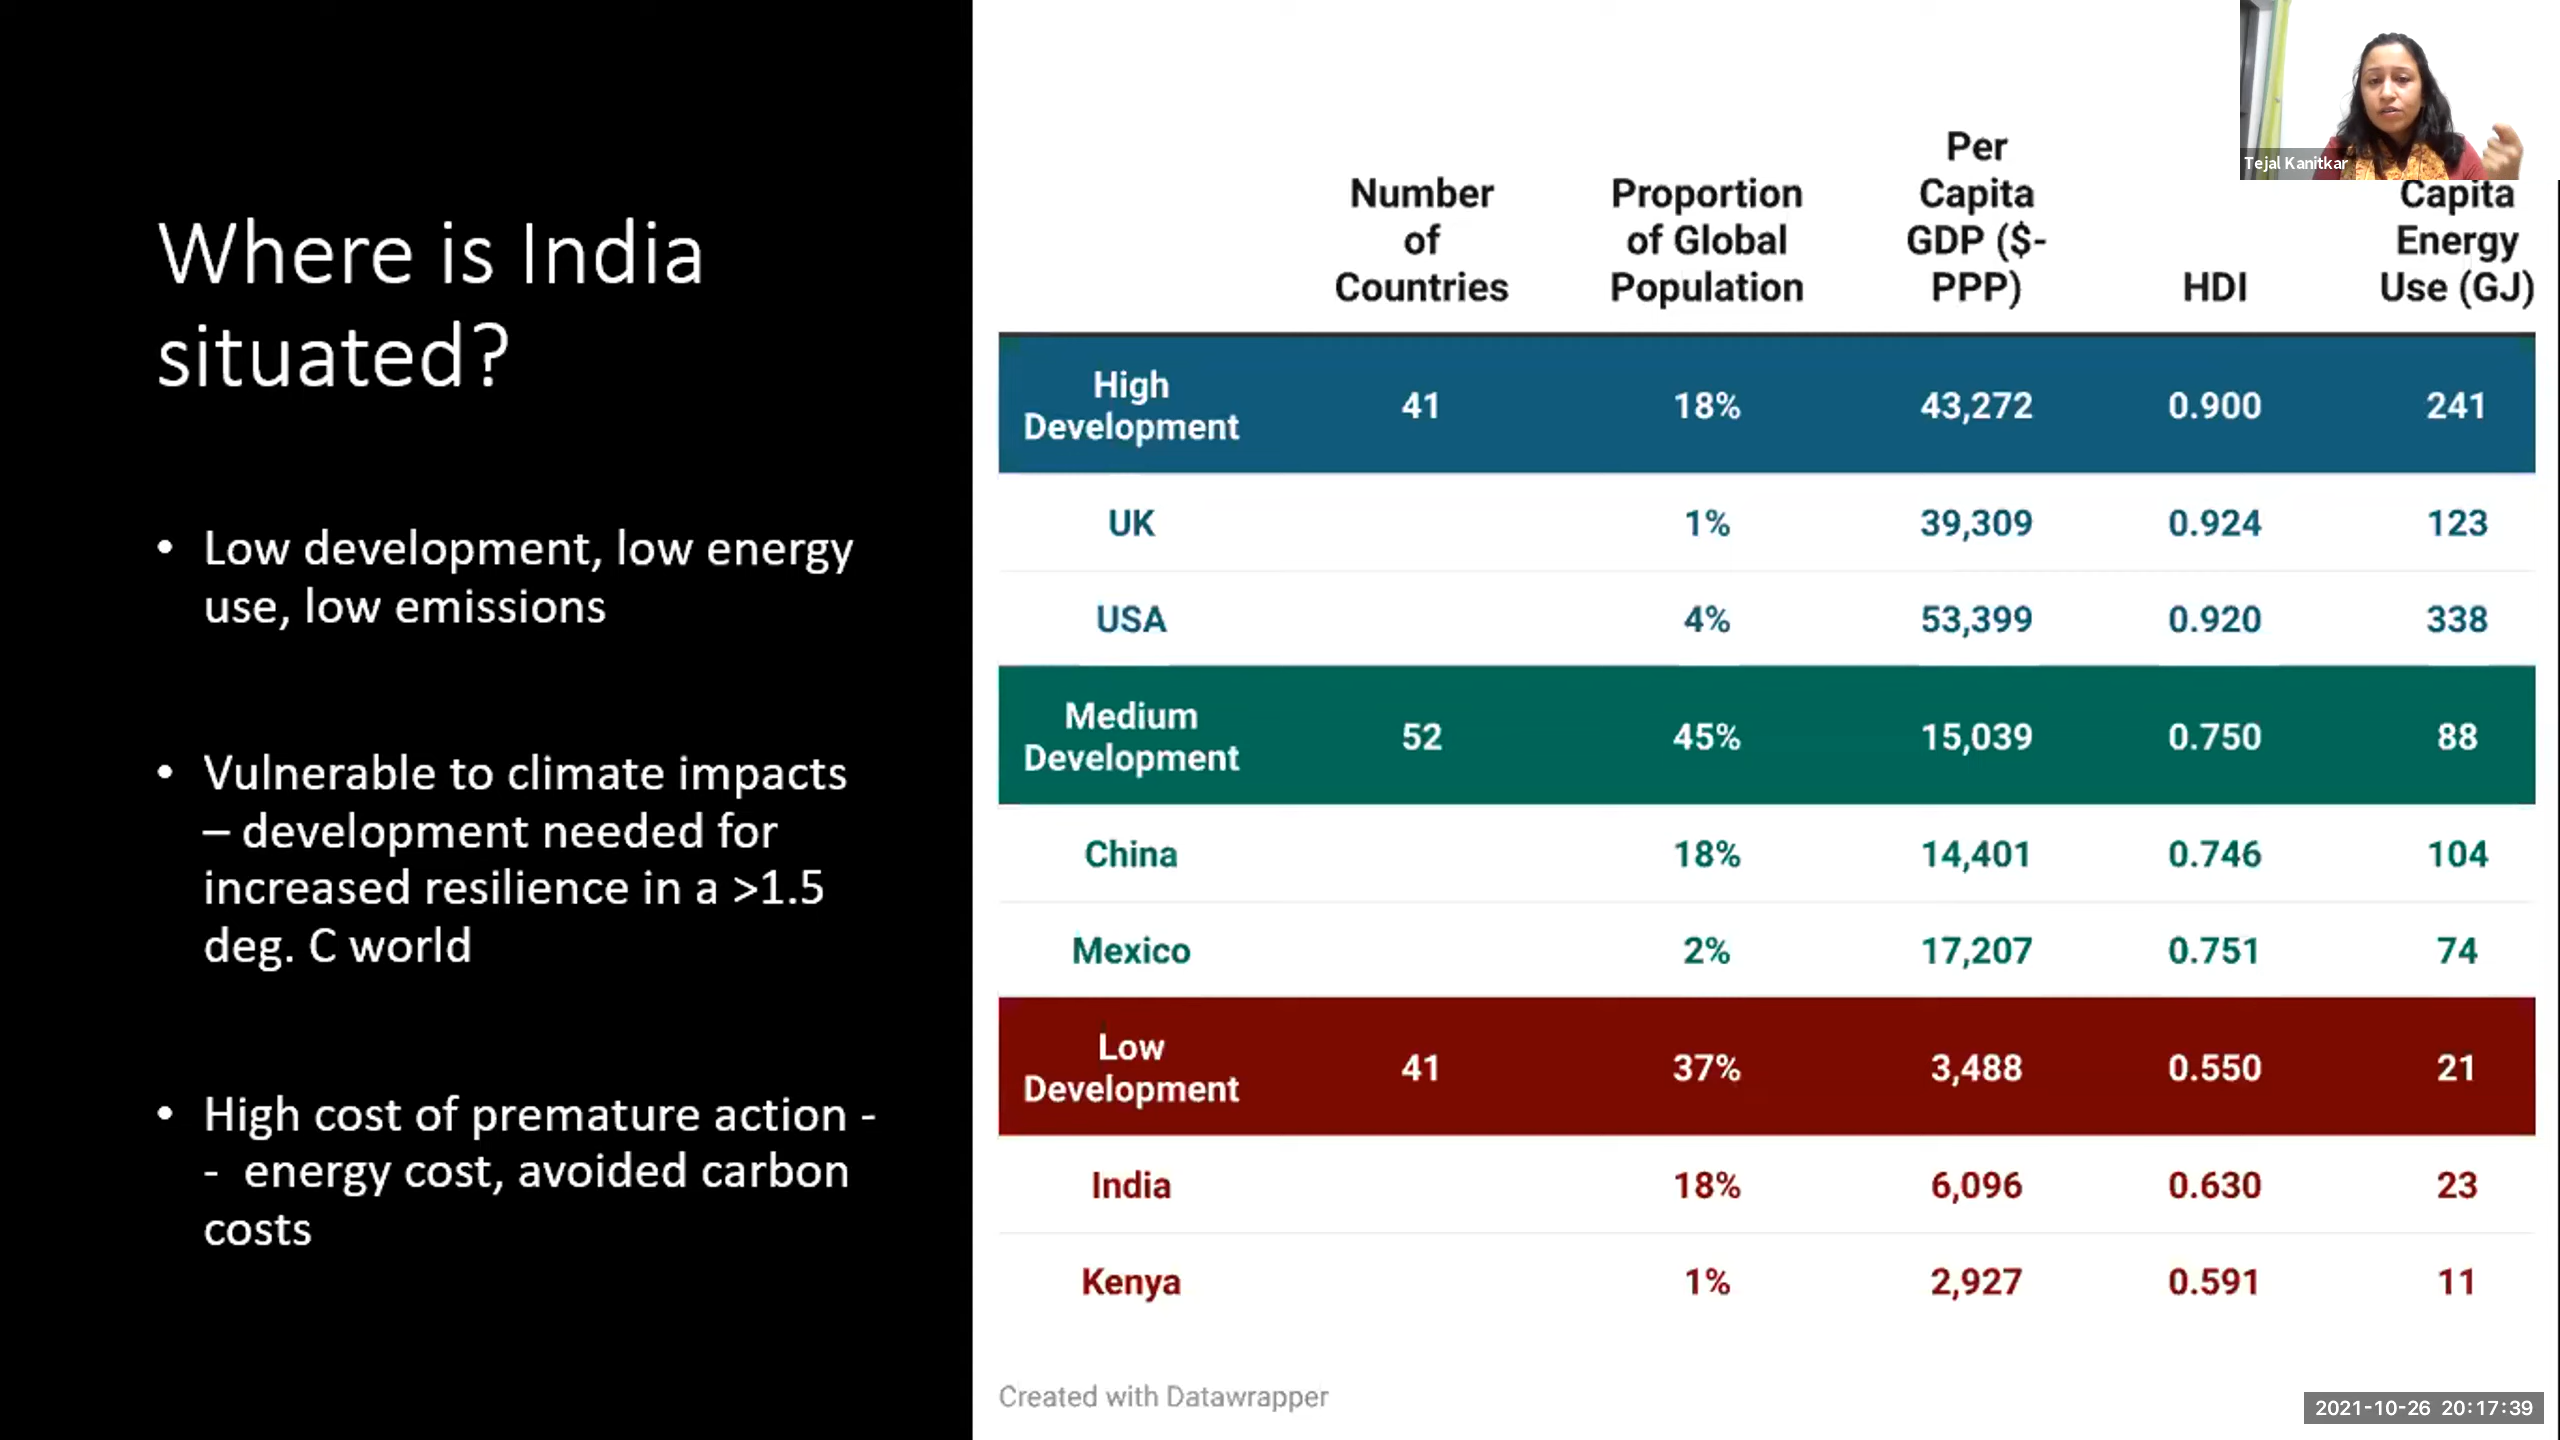 Where is India
situated?
• Low development, low energy
use, low emissions
• Vulnerable to climate impacts
– development needed for
increased resilience in a >1.5
deg. C world
• High cost of premature action -
- energy cost, avoided carbon
costs
Number of Countries Proportion of Global Population Per Capita GDP ($-PPP) HDI Capita Energy Use (GJ)
High Development 41 18% 43,272 0.900 241
UK 1% 39,309 0.924 123
USA 4% 53,399 0.920 338
Medium Development 52 45% 15,039 0.750 88
China 18% 14,401 0.746 104
Mexico 2% 17,207 0.751 74
Low Development 41 37% 3,488 0.550 21
India 18% 6,096 0.630 23
Kenya 1% 2,927 0.591 11
Created with Datawrapper
Tejal Kanitkar
2021-10-26 20:17:39